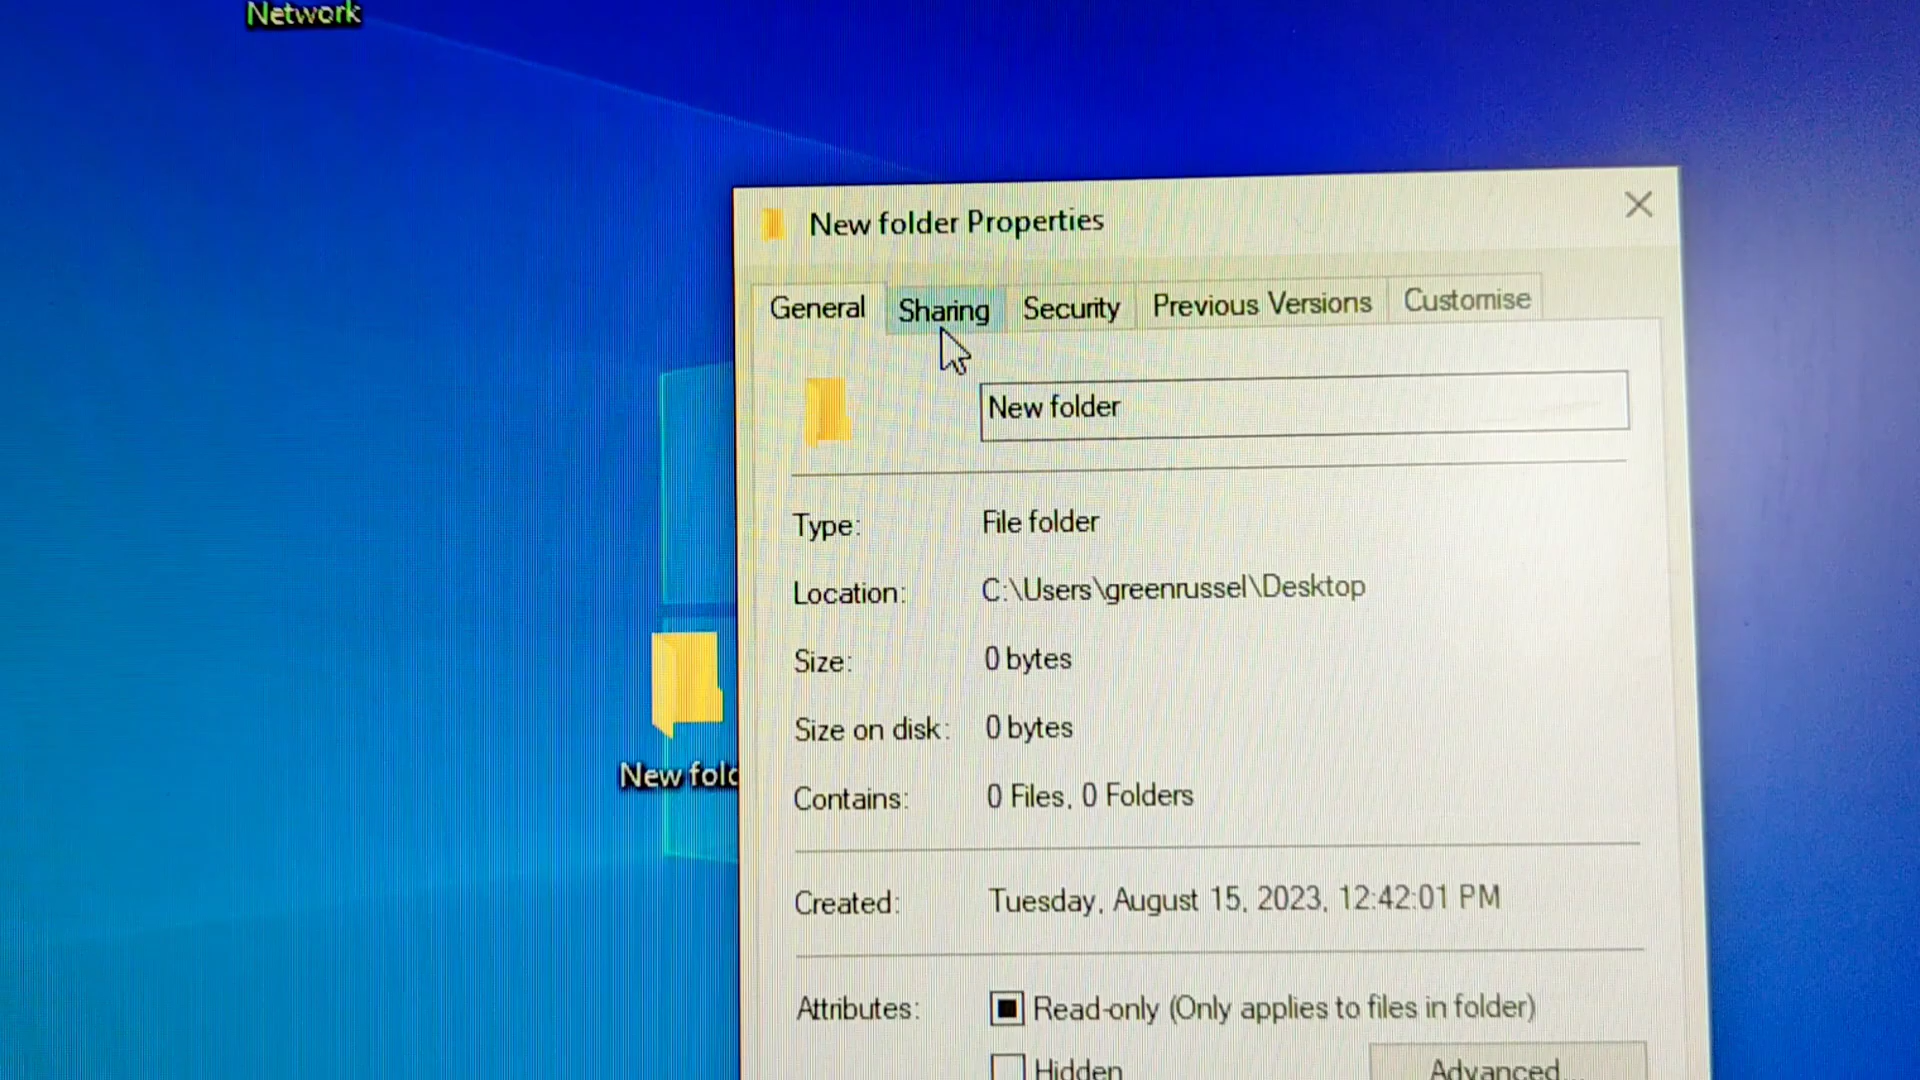 Network
New folder Properties
General Sharing Security Previous Versions Customise
New folder
Type: File folder
Location: C:\Users\greenrussel\Desktop
Size: 0 bytes
Size on disk: 0 bytes
New fold
Contains: 0 Files, 0 Folders
Created: Tuesday, August 15, 2023, 12:42:01 PM
Attributes: Read-only (Only applies to files in folder)
Hidden Advanced...